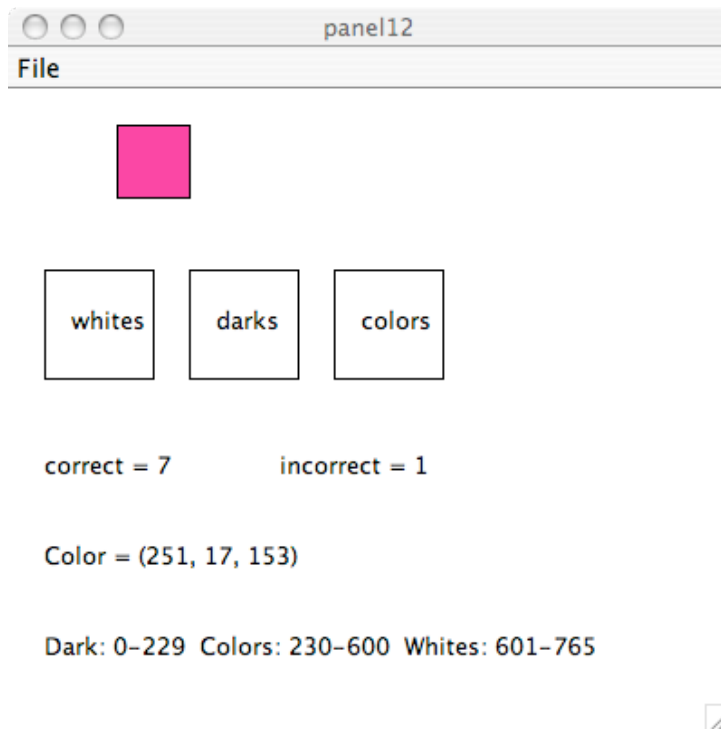 panel12
File
whites darks colors
correct = 7 incorrect = 1
Color = (251, 17, 153)
Dark: 0-229 Colors: 230-600 Whites: 601-765